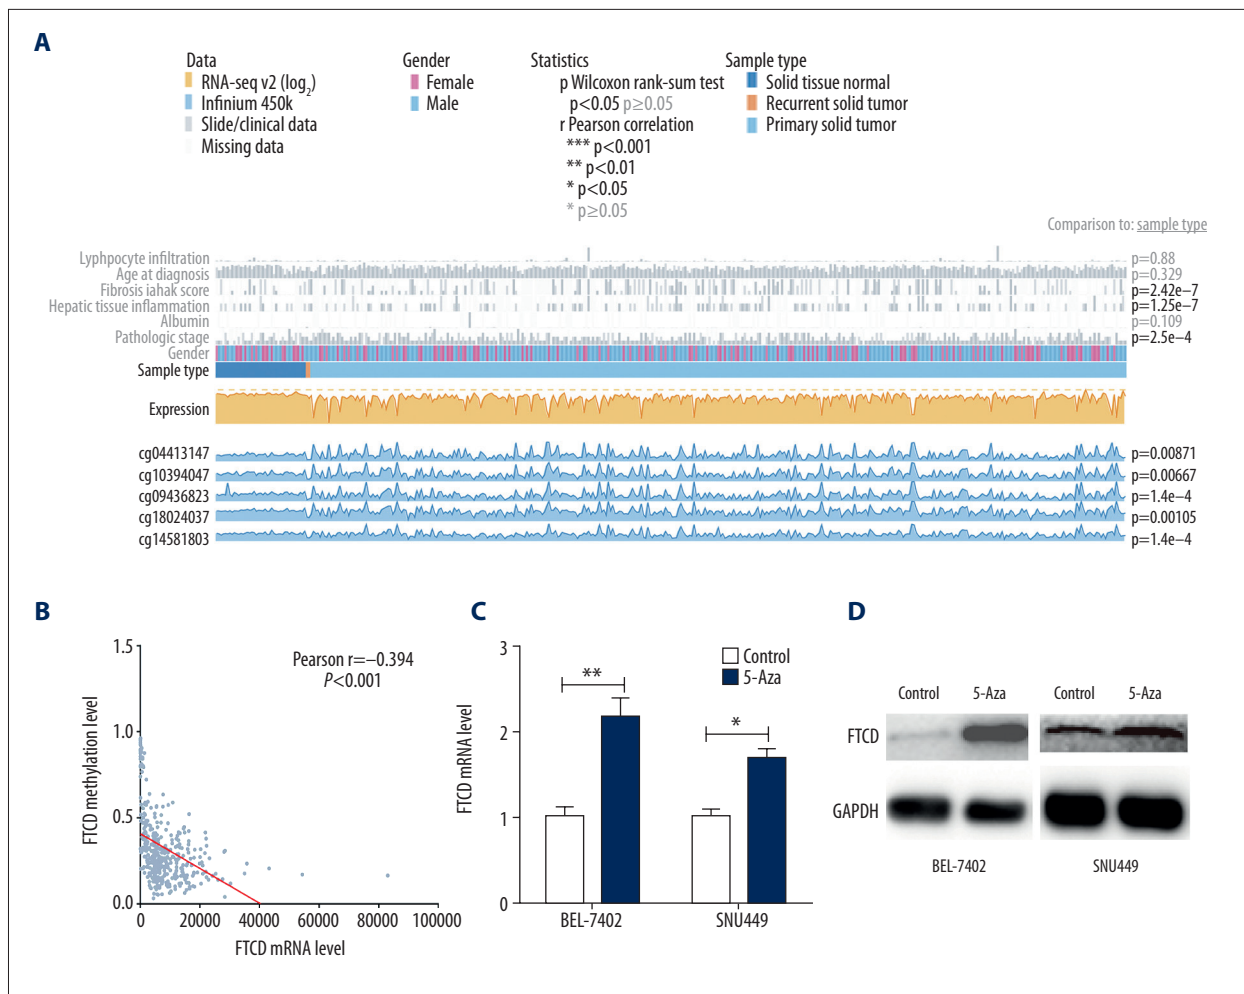 A
Data
RNA-seq v2 (log2)
Infinium 450k
Slide/clinical data
Missing data
Gender
Female
Male
Statistics
p Wilcoxon rank-sum test
p<0.05 p≥0.05
r Pearson correlation
*** p<0.001
** p<0.01
* p<0.05
* p≥0.05
Sample type
Solid tissue normal
Recurrent solid tumor
Primary solid tumor
Comparison to: sample type
Lyphpocyte infiltration p=0.88
Age at diagnosis p=0.329
Fibrosis iahak score p=2.42e−7
Hepatic tissue inflammation p=1.25e−7
Albumin p=0.109
Pathologic stage p=2.5e−4
Gender
Sample type
Expression
cg04413147 p=0.00871
cg10394047 p=0.00667
cg09436823 p=1.4e−4
cg18024037 p=0.00105
cg14581803 p=1.4e−4
B
Pearson r=−0.394
P<0.001
FTCD methylation level
1.5
1.0
0.5
0.0
0 20000 40000 60000 80000 100000
FTCD mRNA level
C
Control
5-Aza
FTCD mRNA level
3
2
1
0
**
*
BEL-7402 SNU449
D
Control 5-Aza Control 5-Aza
FTCD
GAPDH
BEL-7402 SNU449